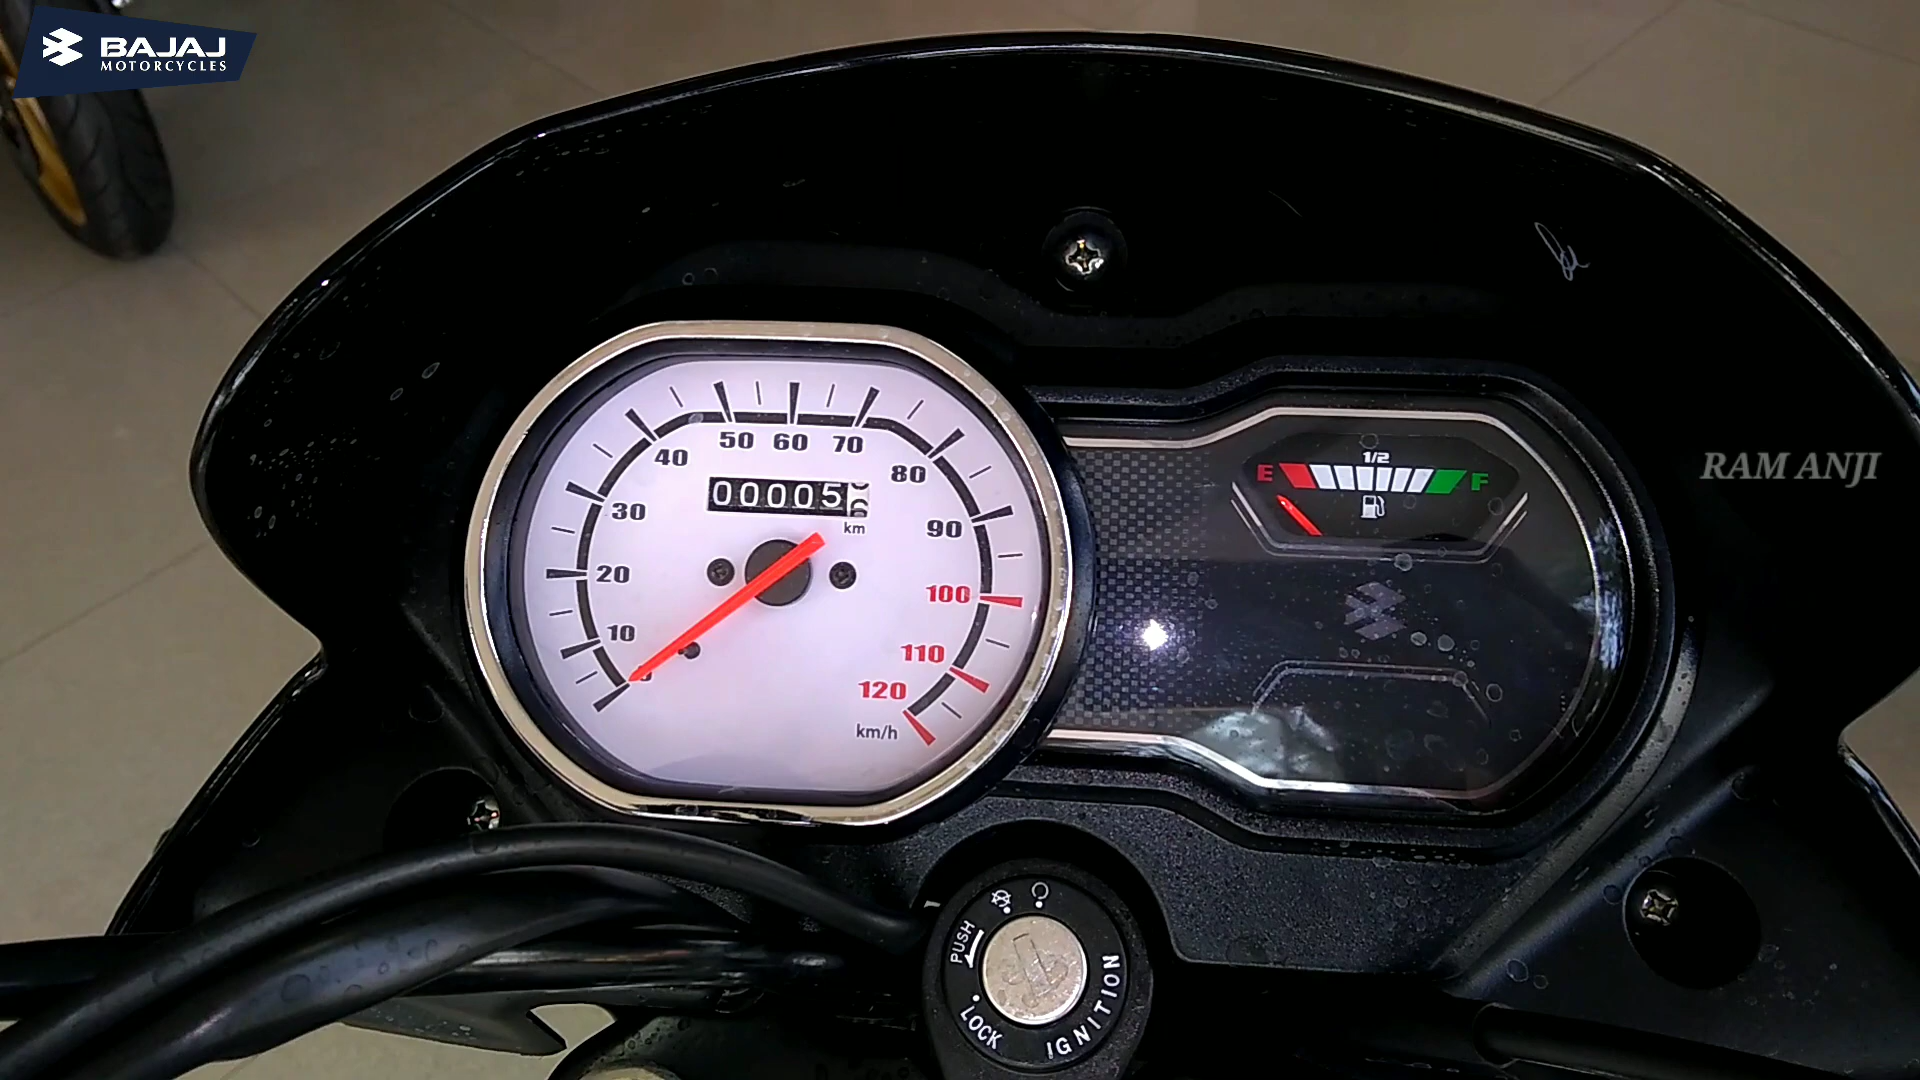 BAJAJ
MOTORCYCLES
50 60 70
40 80
30 90
20 100
10 110
120
00005
km
km/h
1/2
E F
RAM ANJI
PUSH
LOCK
IGNITION